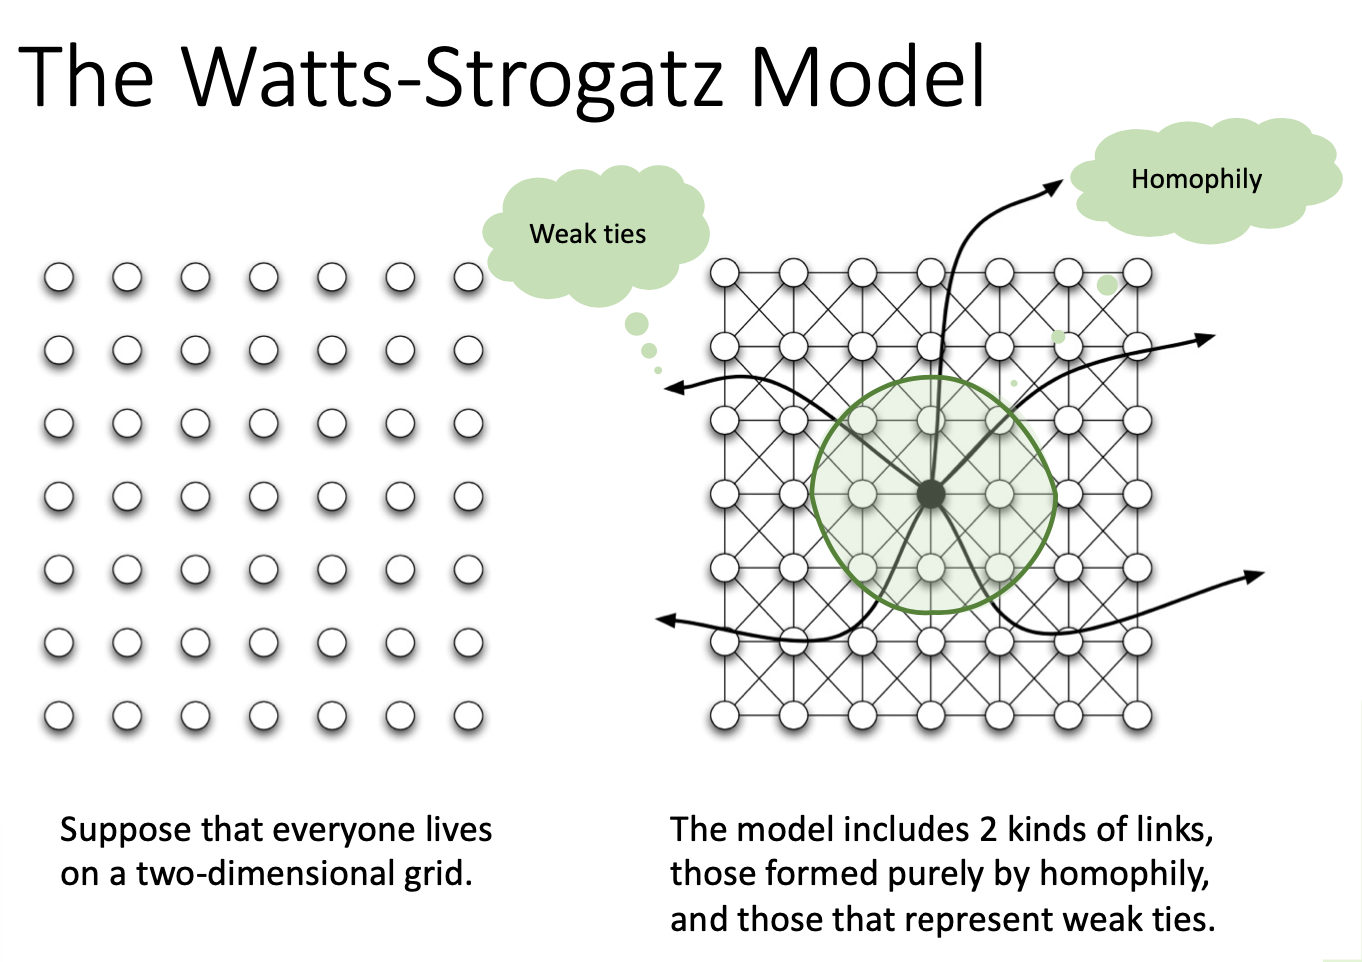 The Watts-Strogatz Model
Homophily
Weak ties
Suppose that everyone lives
on a two-dimensional grid.
The model includes 2 kinds of links,
those formed purely by homophily,
and those that represent weak ties.